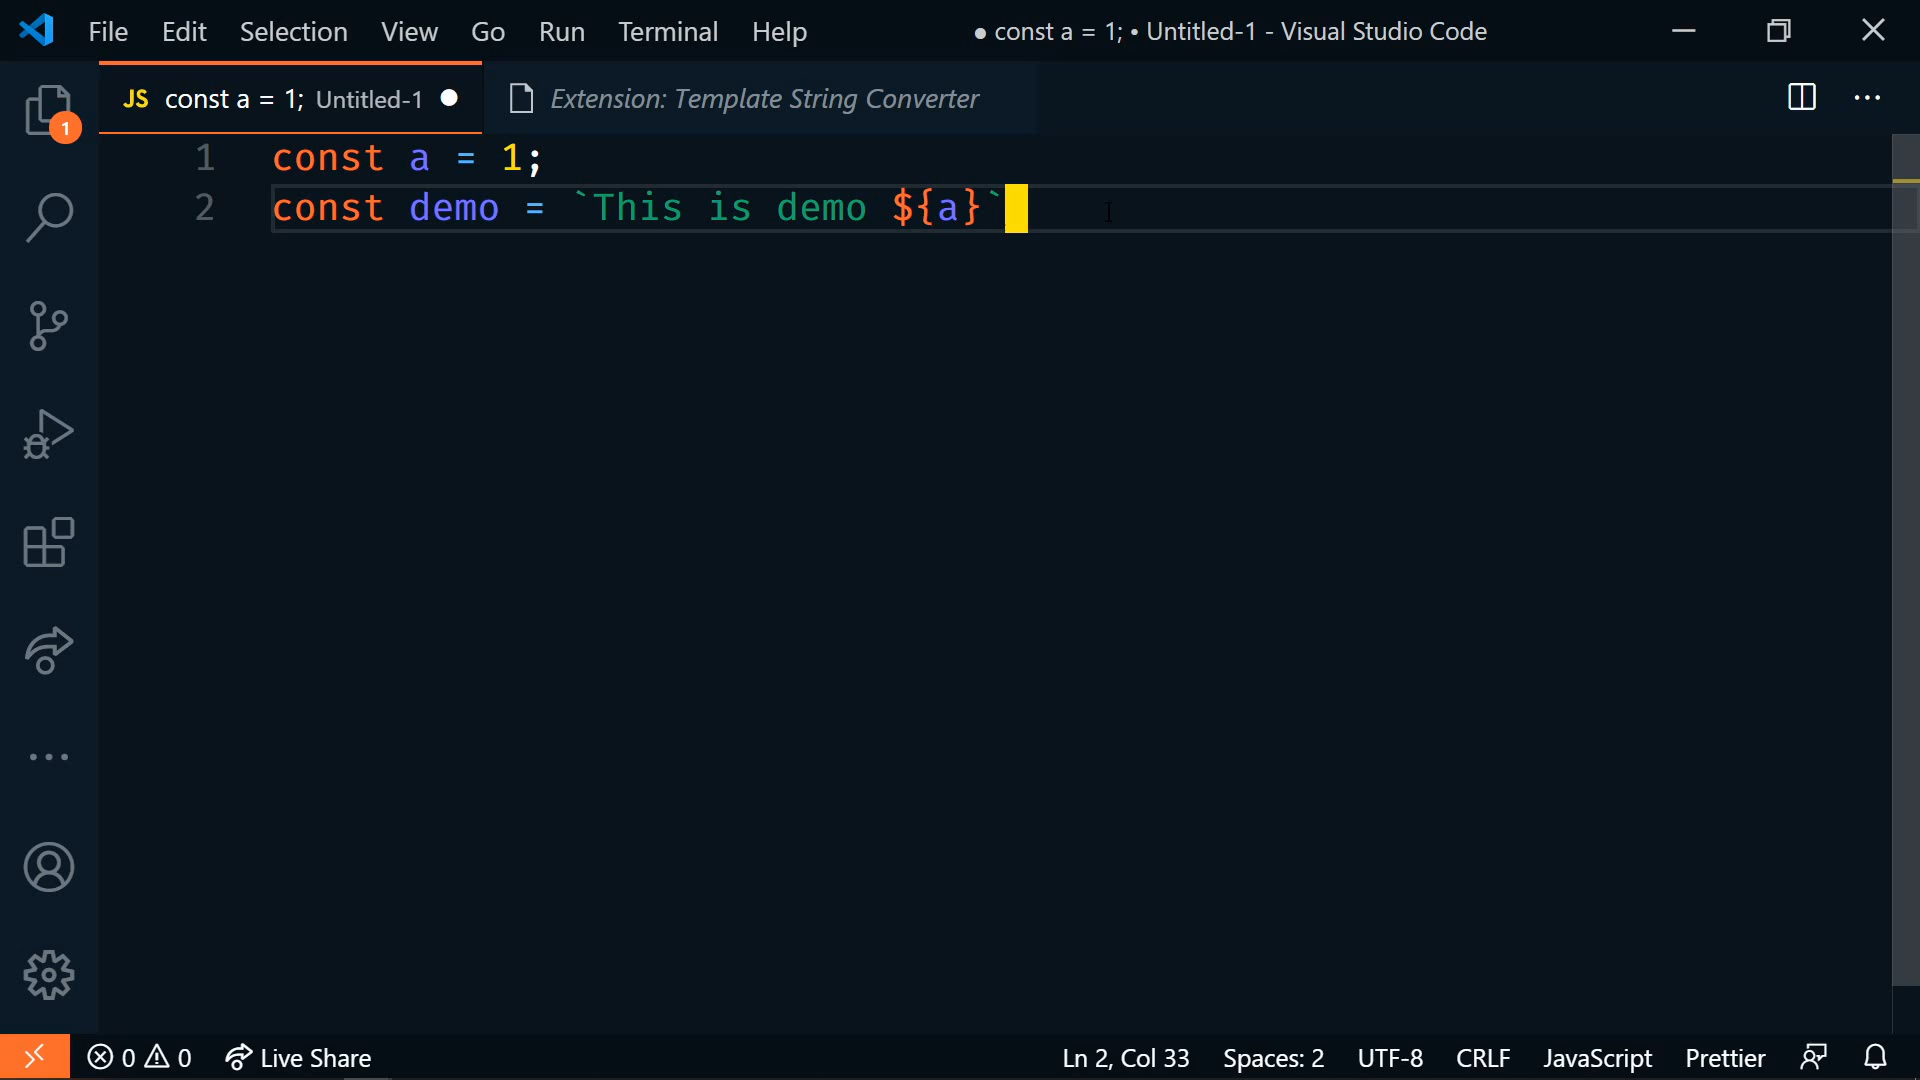 File Edit Selection View Go Run Terminal Help ● const a = 1; • Untitled-1 - Visual Studio Code
1
JS const a = 1; Untitled-1 ● Extension: Template String Converter ···
1 const a = 1;
2 const demo = `This is demo ${a}`
0 0 Live Share Ln 2, Col 33 Spaces: 2 UTF-8 CRLF JavaScript Prettier